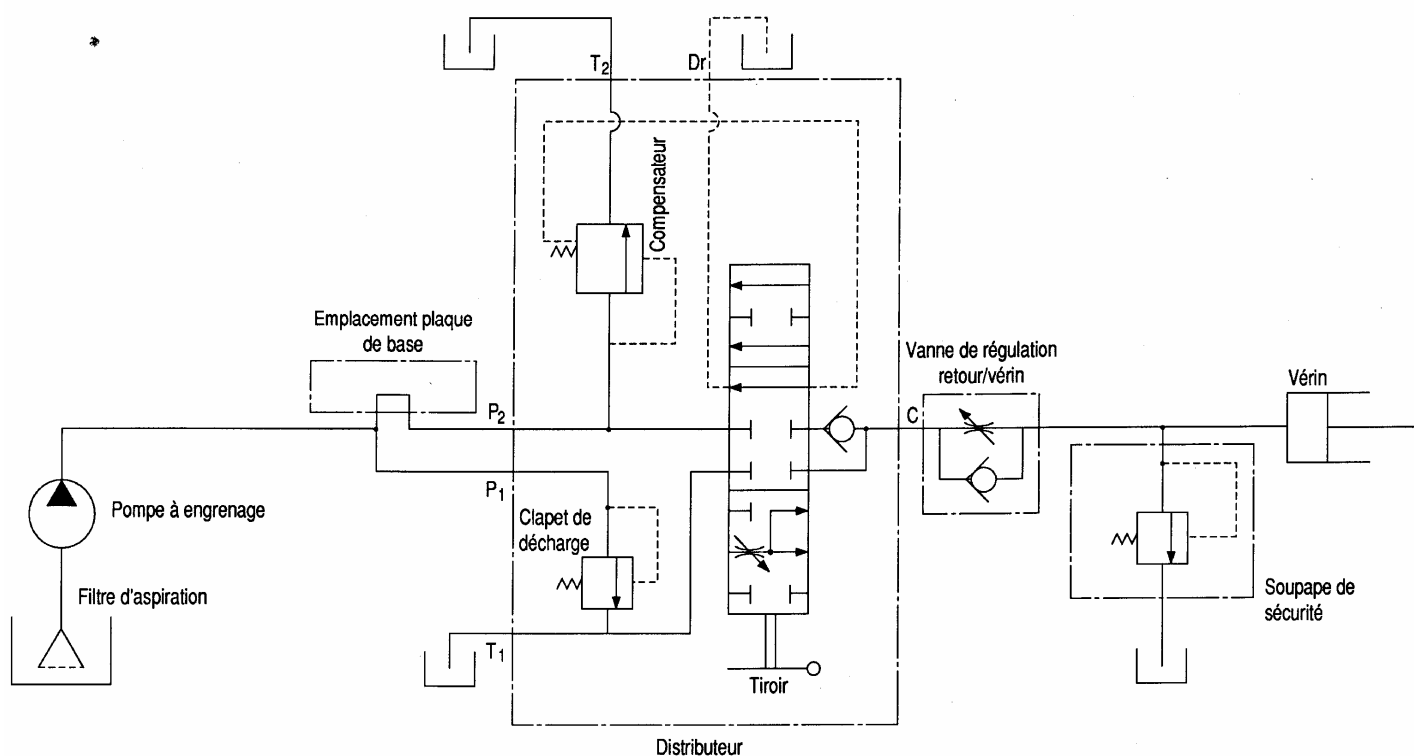 T2
Dr
Compensateur
Emplacement plaque
de base
Vanne de régulation
retour/vérin
Vérin
P2
C
P1
Pompe à engrenage
Clapet de
décharge
Filtre d'aspiration
Soupape de
sécurité
T1
Tiroir
Distributeur